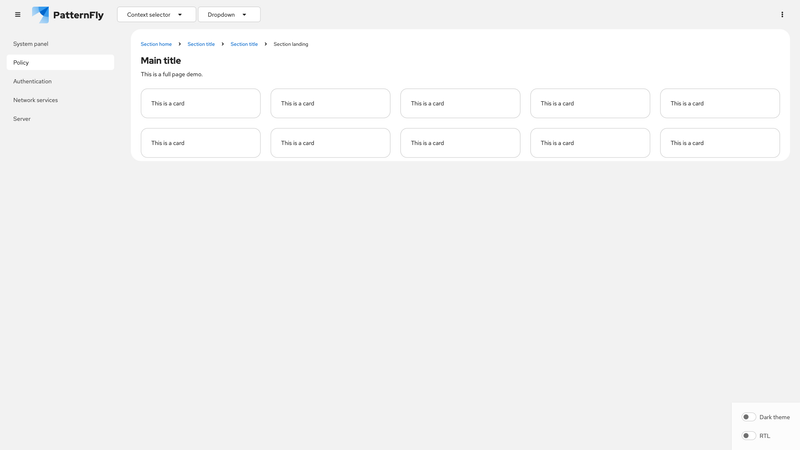 PatternFly
Context selector
Dropdown
System panel
Policy
Authentication
Network services
Server
Section home
Section title
Section title
Section landing
Main title
This is a full page demo.
This is a card
This is a card
This is a card
This is a card
This is a card
This is a card
This is a card
This is a card
This is a card
This is a card
Dark theme
RTL